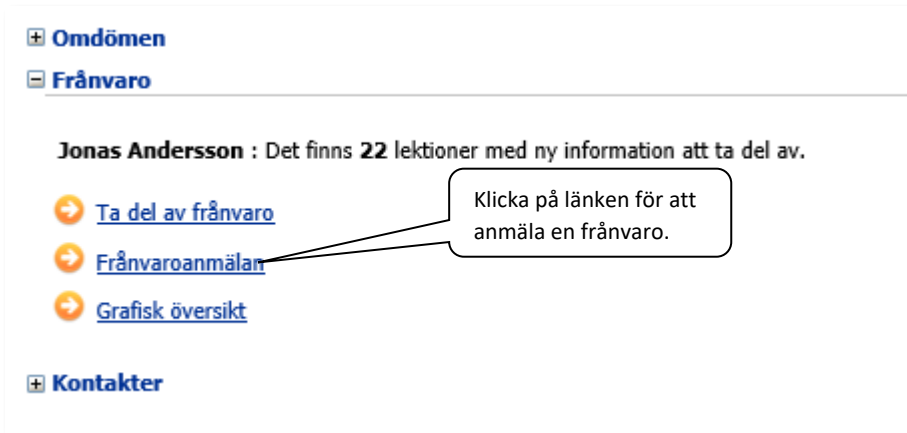 Omdömen
Frånvaro
Jonas Andersson : Det finns 22 lektioner med ny information att ta del av.
Klicka på länken för att
anmäla en frånvaro.
Ta del av frånvaro
Frånvaroanmälan
Grafisk översikt
Kontakter